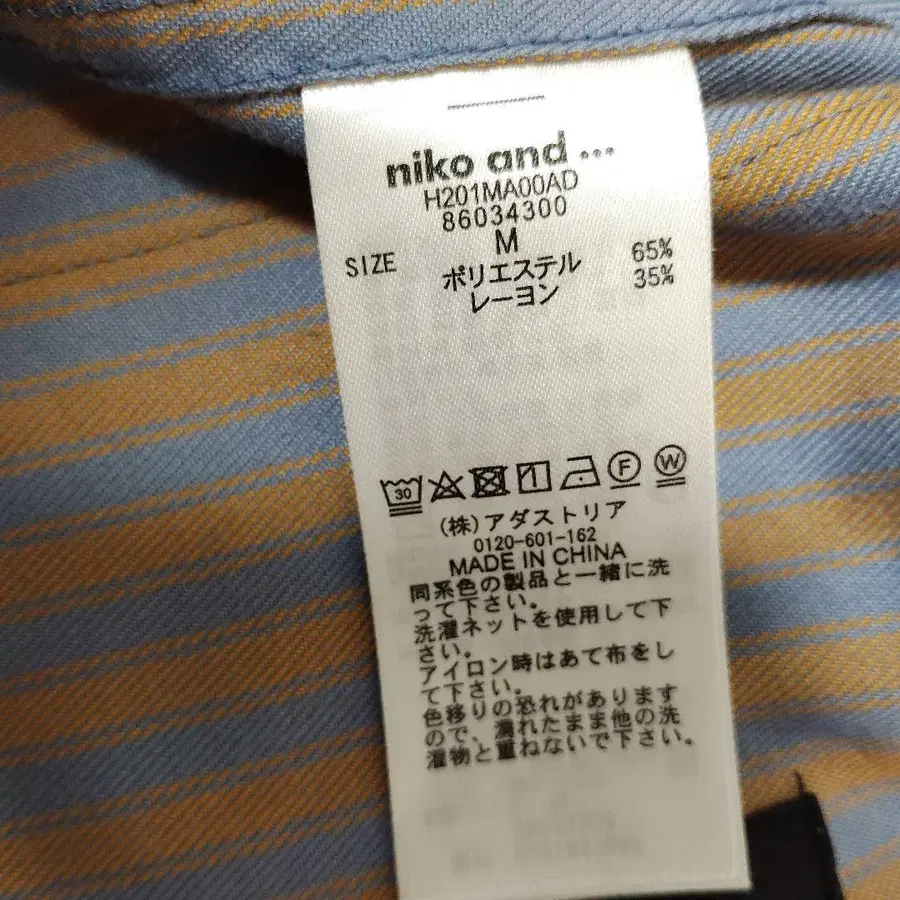 niko and ...
H201MA00AD
86034300
SIZE M
ポリエステル 65%
レーヨン 35%
30 F W
(株)アダストリア
0120-601-162
MADE IN CHINA
同系色の製品と一緒に洗
って下さい。
洗濯ネットを使用して下
さい。
アイロン時はあて布をし
て下さい。
色移りの恐れがあります
ので、濡れたまま他の洗
濯物と重ねないで下さい。